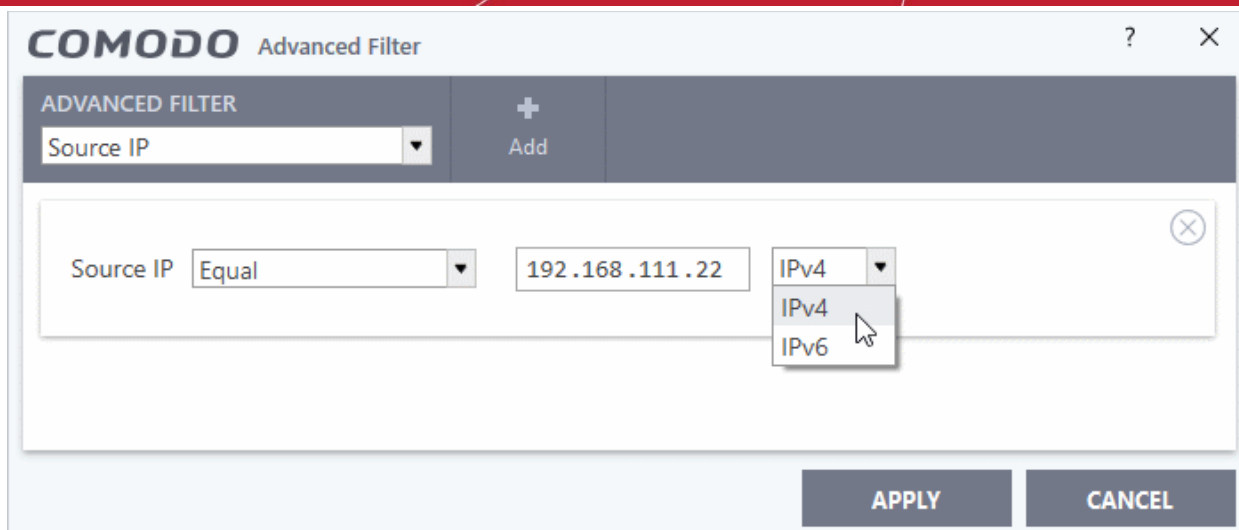 COMODO Advanced Filter ?
ADVANCED FILTER
Source IP
Add
Source IP Equal 192.168.111.22 IPv4
IPv4
IPv6
APPLY CANCEL